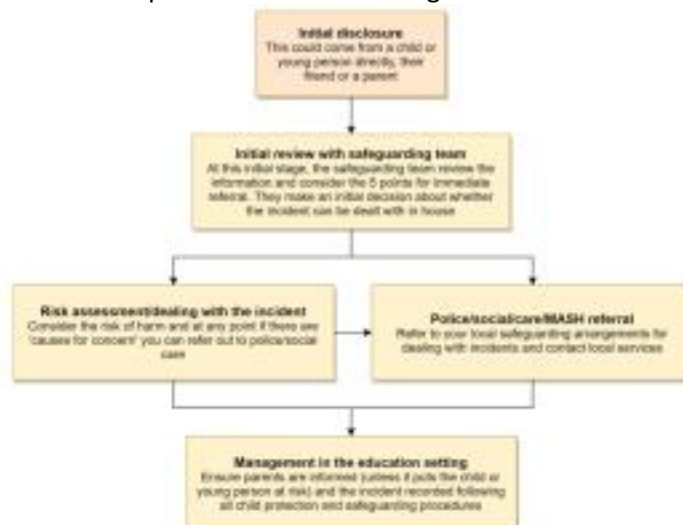 Initial disclosure
This could come from a child or
young person directly, their
friend or a parent
Initial review with safeguarding team
At this initial stage, the safeguarding team review the
information and consider the 5 points for immediate
referral. They make an initial decision about whether
the incident can be dealt with in house
Risk assessment/dealing with the incident
Consider the risk of harm and at any point if there are
'causes for concern' you can refer out to police/social
care
Police/social/care/MASH referral
Refer to your local safeguarding arrangements for
dealing with incidents and contact local services
Management in the education setting
Ensure parents are informed (unless it puts the child or
young person at risk) and the incident recorded following
all child protection and safeguarding procedures